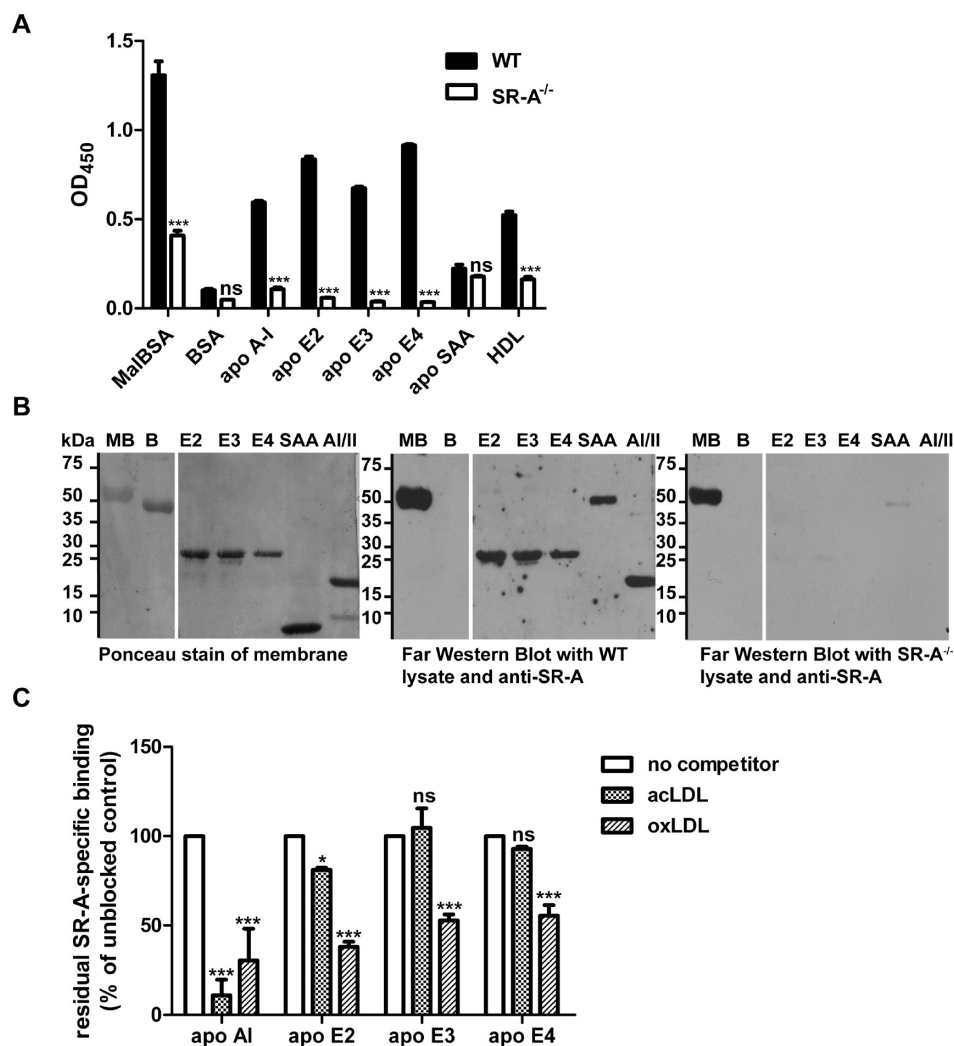 A
1.5
1.0
0.5
0.0
OD450
WT
SR-A-/-
***
ns
***
***
***
***
ns
***
MalBSA
BSA
apo A-I
apo E2
apo E3
apo E4
apo SAA
HDL
B
kDa MB B E2 E3 E4 SAA AI/II
75
50
35
30
25
15
10
Ponceau stain of membrane
MB B E2 E3 E4 SAA AI/II
75
50
35
30
25
15
10
Far Western Blot with WT
lysate and anti-SR-A
MB B E2 E3 E4 SAA AI/II
75
50
35
30
25
15
10
Far Western Blot with SR-A-/-
lysate and anti-SR-A
C
150
100
50
0
residual SR-A-specific binding
(% of unblocked control)
no competitor
acLDL
oxLDL
***
***
*
***
ns
***
ns
***
apo AI
apo E2
apo E3
apo E4